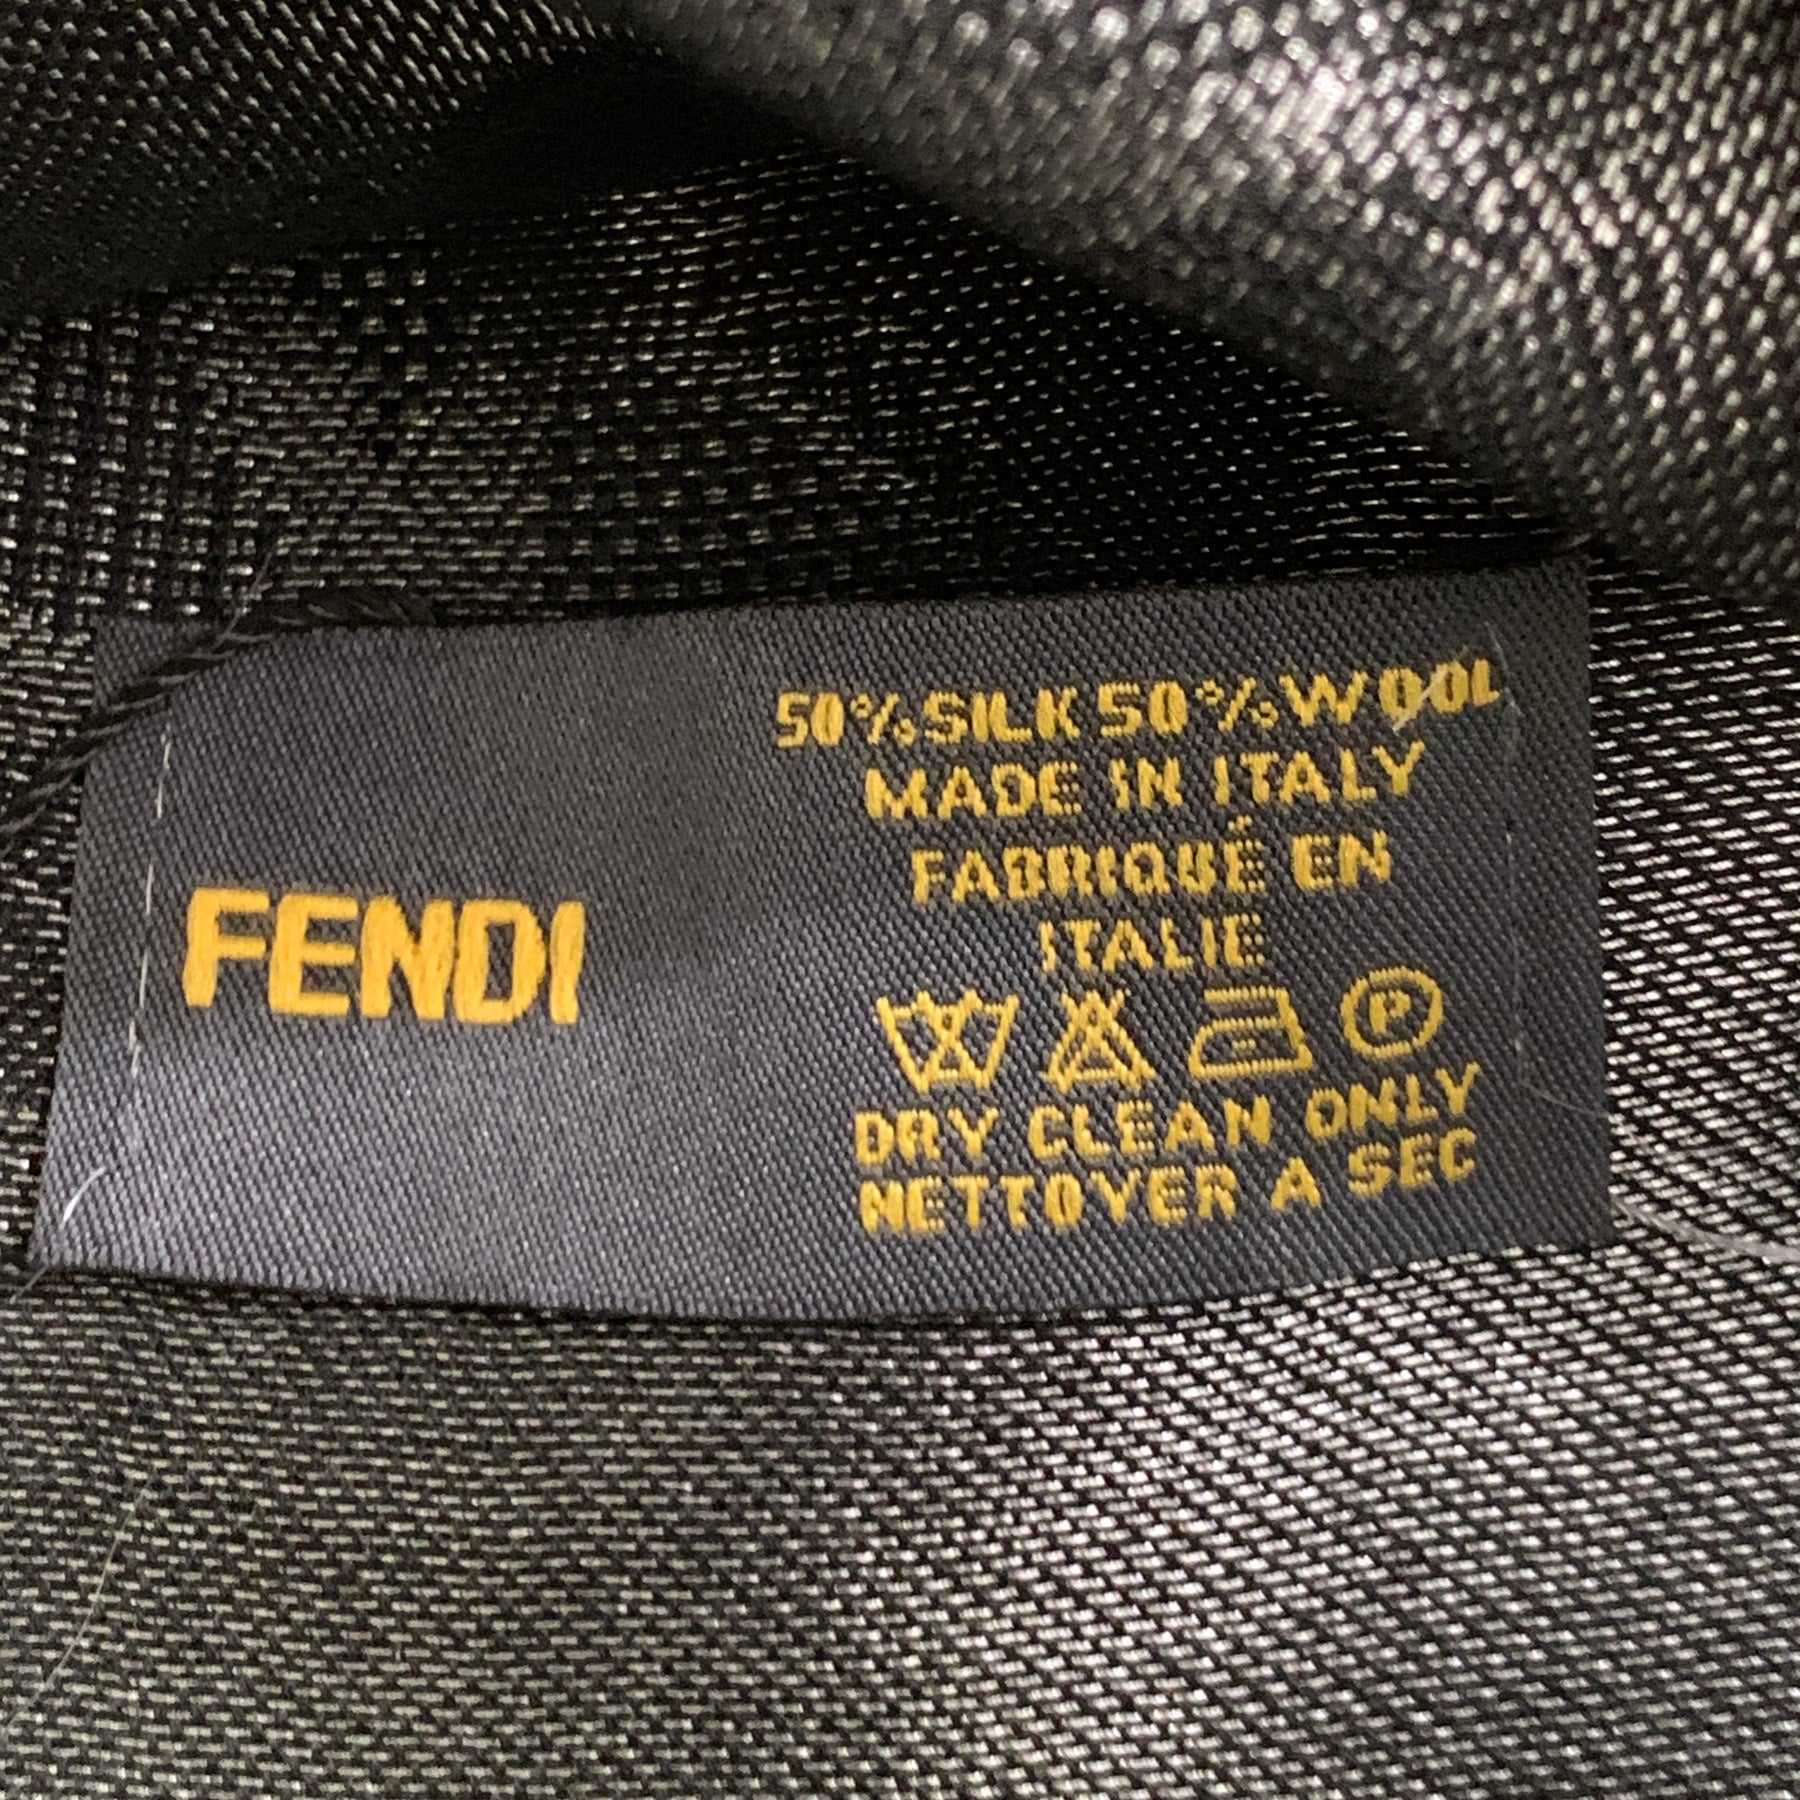 FENDI
50% SILK 50% WOOL
MADE IN ITALY
FABRIQUÉ EN
ITALIE
P
DRY CLEAN ONLY
NETTOYER A SEC